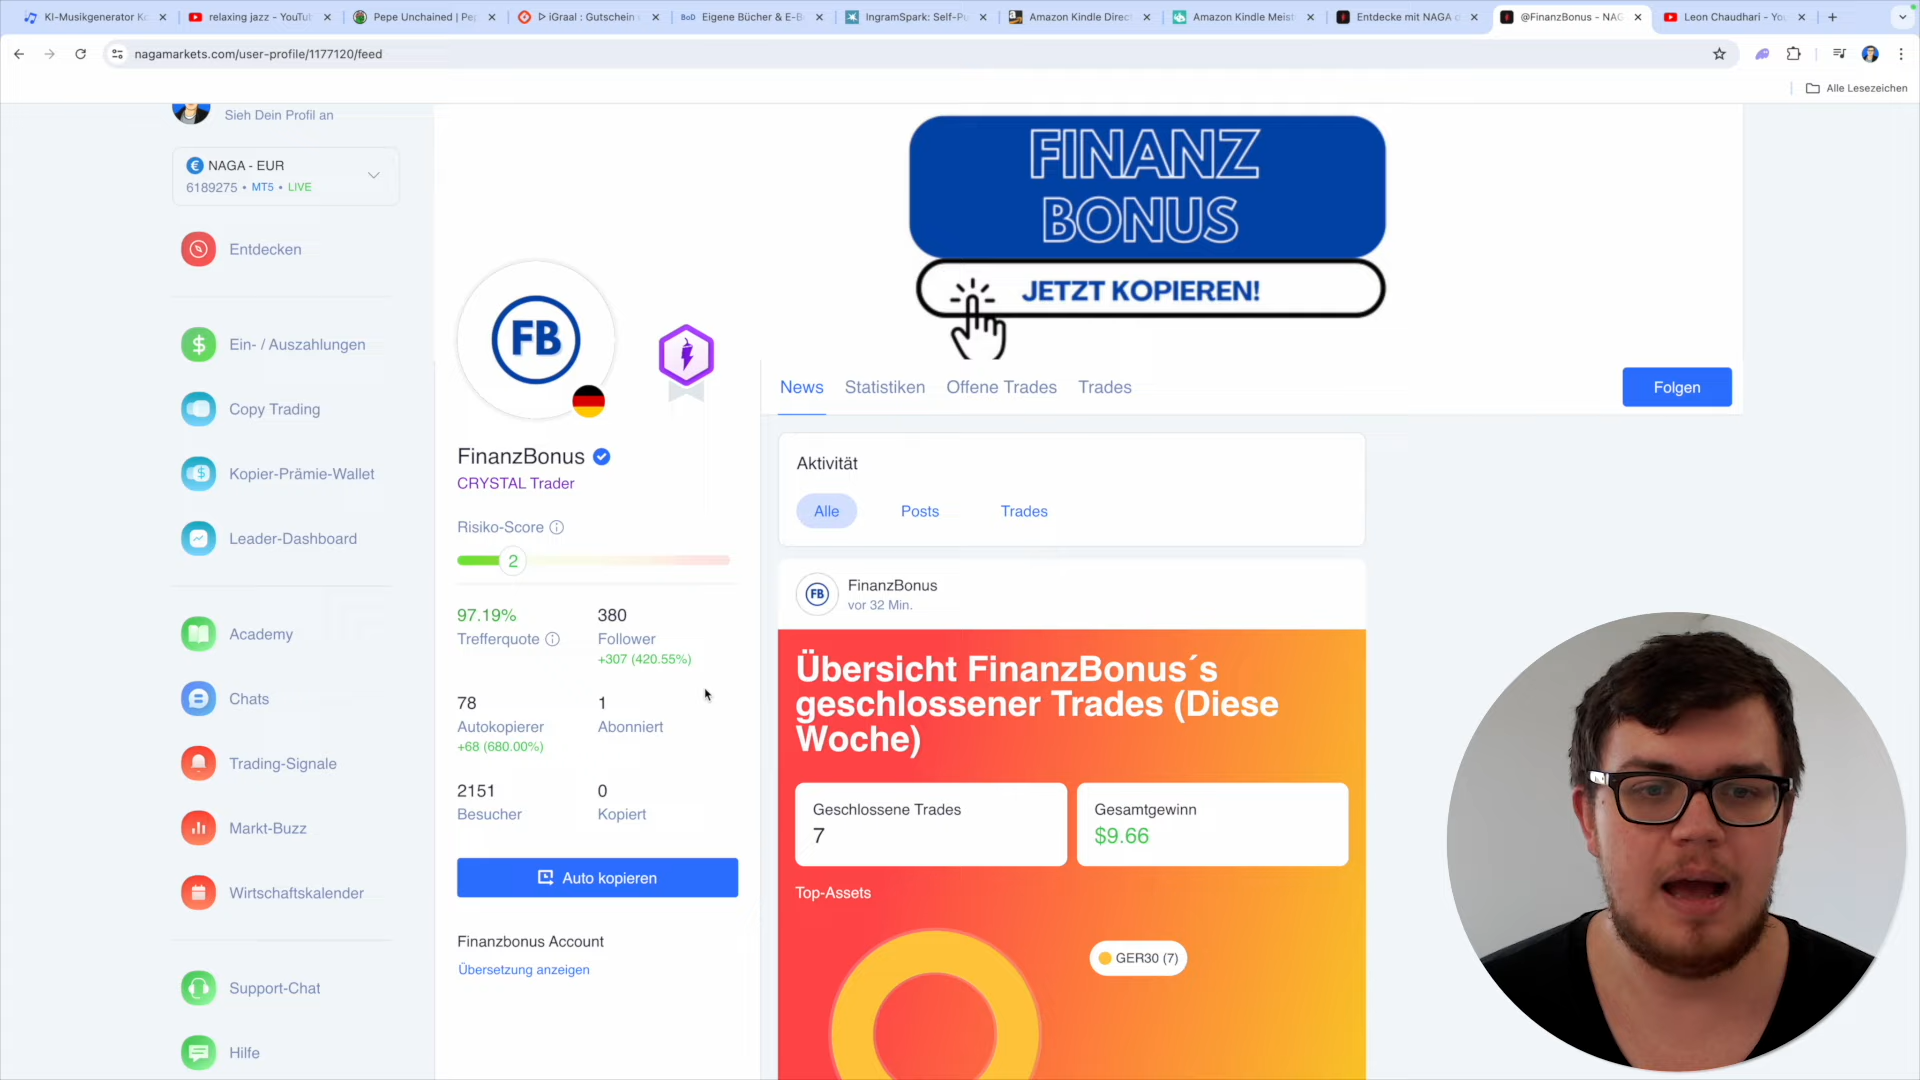 KI-Musikgenerator Ko
relaxing jazz - YouTub
Pepe Unchained | Pep
iGraal : Gutschein
BoD
Eigene Bücher & E-B
IngramSpark: Self-Pu
Amazon Kindle Direct
Amazon Kindle Meist
Entdecke mit NAGA d
@FinanzBonus - NAG
Leon Chaudhari - You
nagamarkets.com/user-profile/1177120/feed
Alle Lesezeichen
Sieh Dein Profil an
NAGA - EUR
6189275 • MT5 • LIVE
Entdecken
Ein- / Auszahlungen
Copy Trading
Kopier-Prämie-Wallet
Leader-Dashboard
Academy
Chats
Trading-Signale
Markt-Buzz
Wirtschaftskalender
Support-Chat
Hilfe
FINANZ
BONUS
JETZT KOPIEREN!
FB
FinanzBonus
CRYSTAL Trader
Risiko-Score
2
97.19%
Trefferquote
380
Follower
+307 (420.55%)
78
Autokopierer
+68 (680.00%)
1
Abonniert
2151
Besucher
0
Kopiert
Auto kopieren
Finanzbonus Account
Übersetzung anzeigen
News
Statistiken
Offene Trades
Trades
Folgen
Aktivität
Alle
Posts
Trades
FB
FinanzBonus
vor 32 Min.
Übersicht FinanzBonus´s
geschlossener Trades (Diese
Woche)
Geschlossene Trades
7
Gesamtgewinn
$9.66
Top-Assets
GER30 (7)